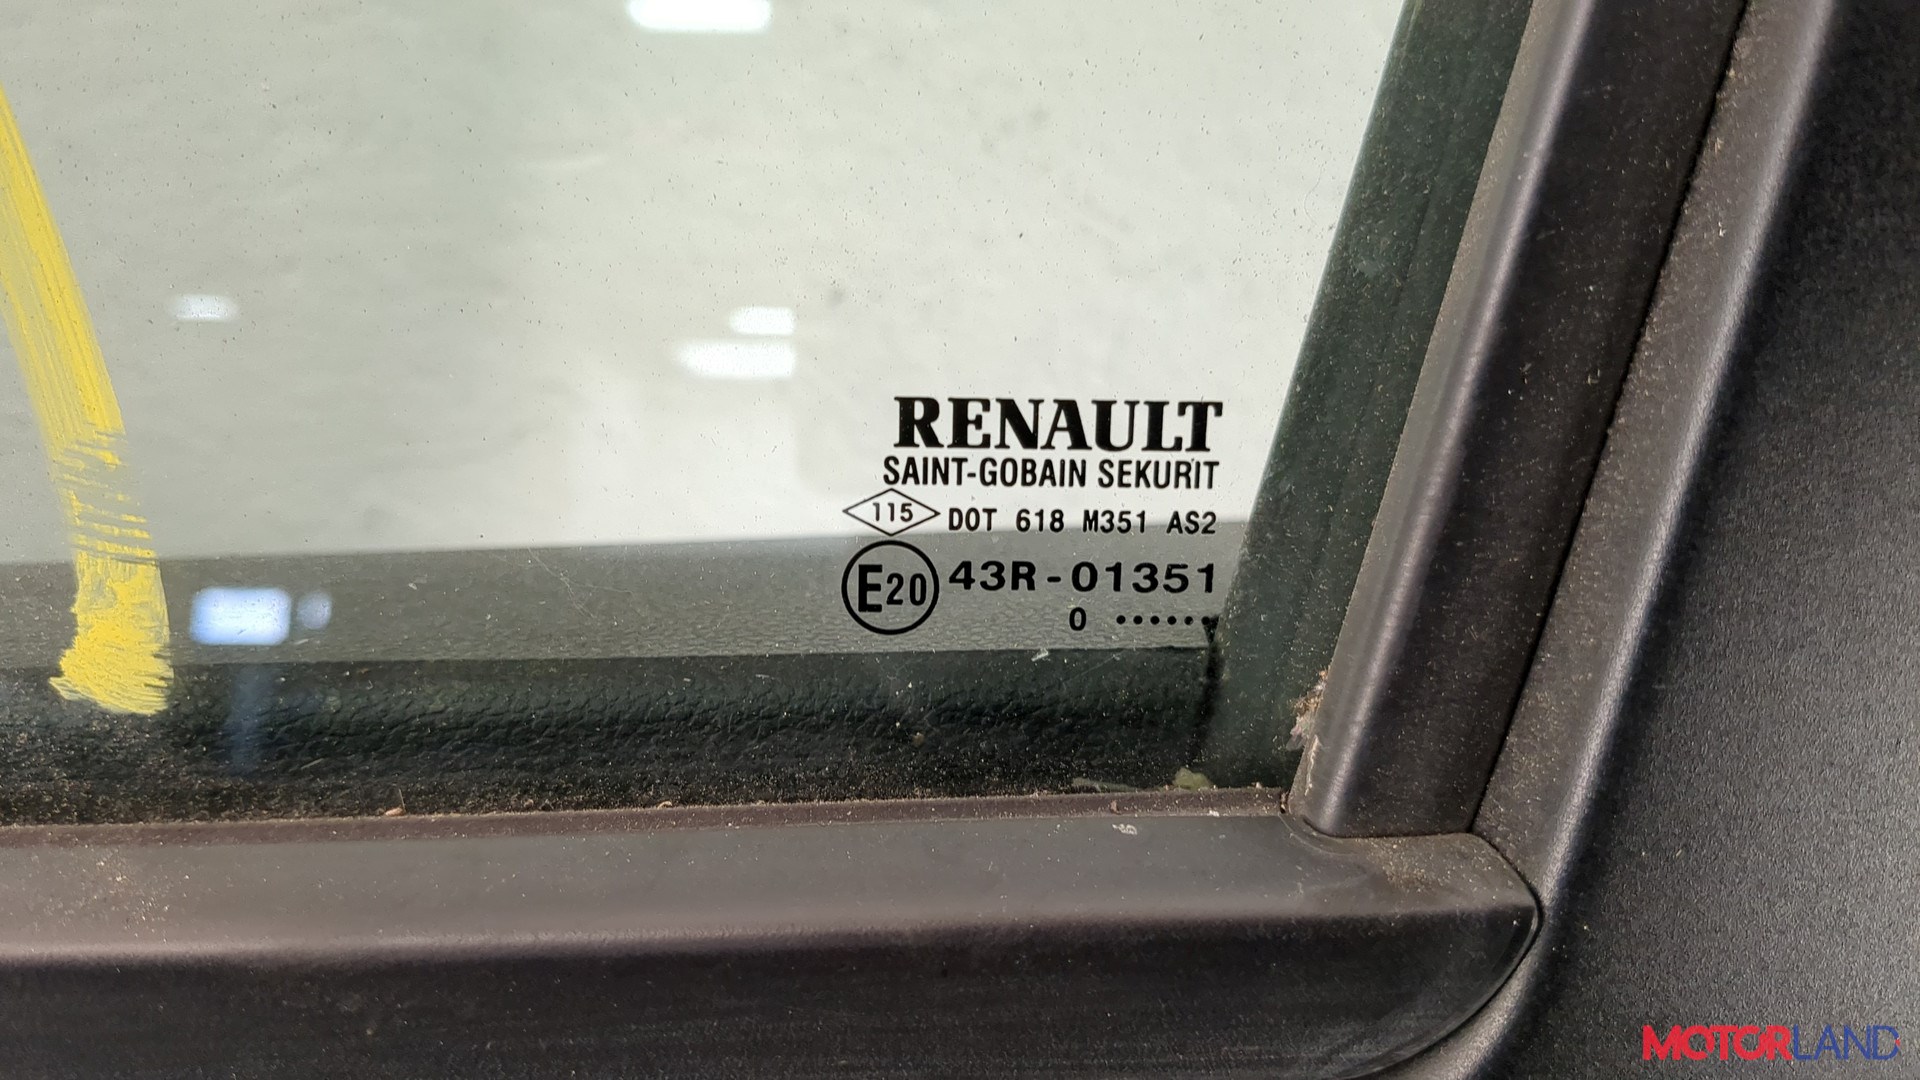 RENAULT
SAINT-GOBAIN SEKURIT
115 DOT 618 M351 AS2
E20 43R-01351
0 ••••••
MOTORLAND